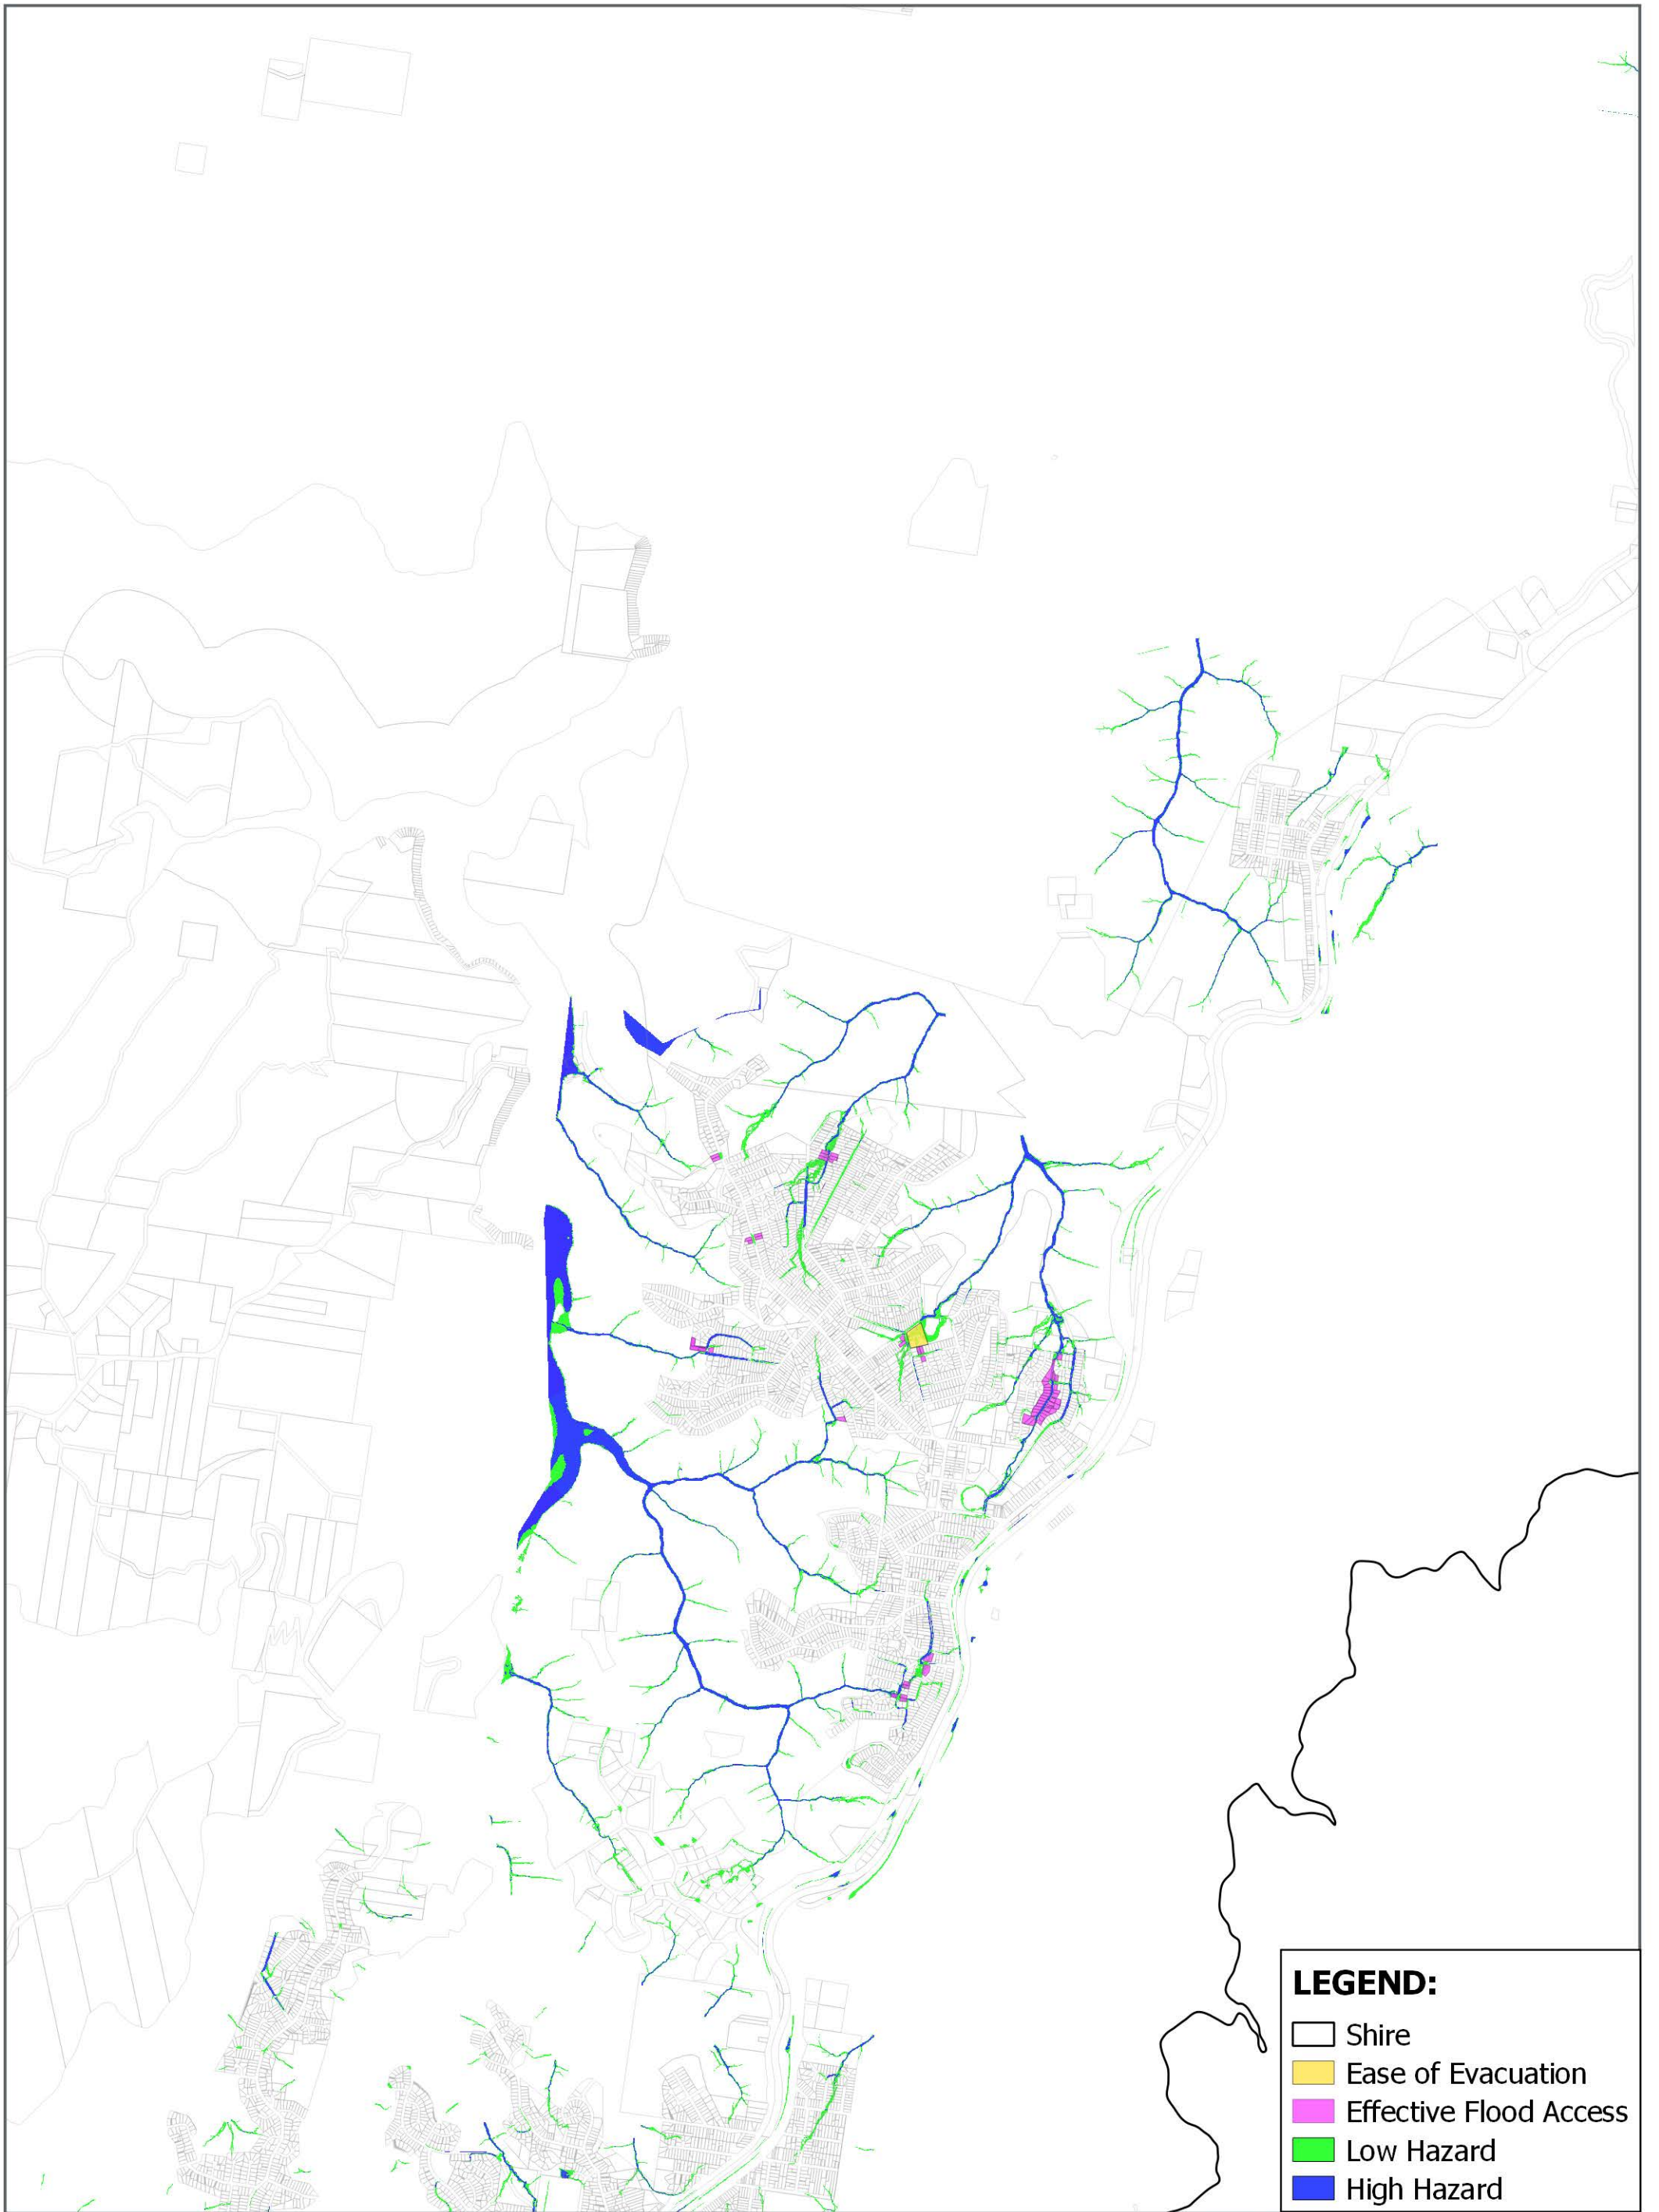 LEGEND:
Shire
Ease of Evacuation
Effective Flood Access
Low Hazard
High Hazard